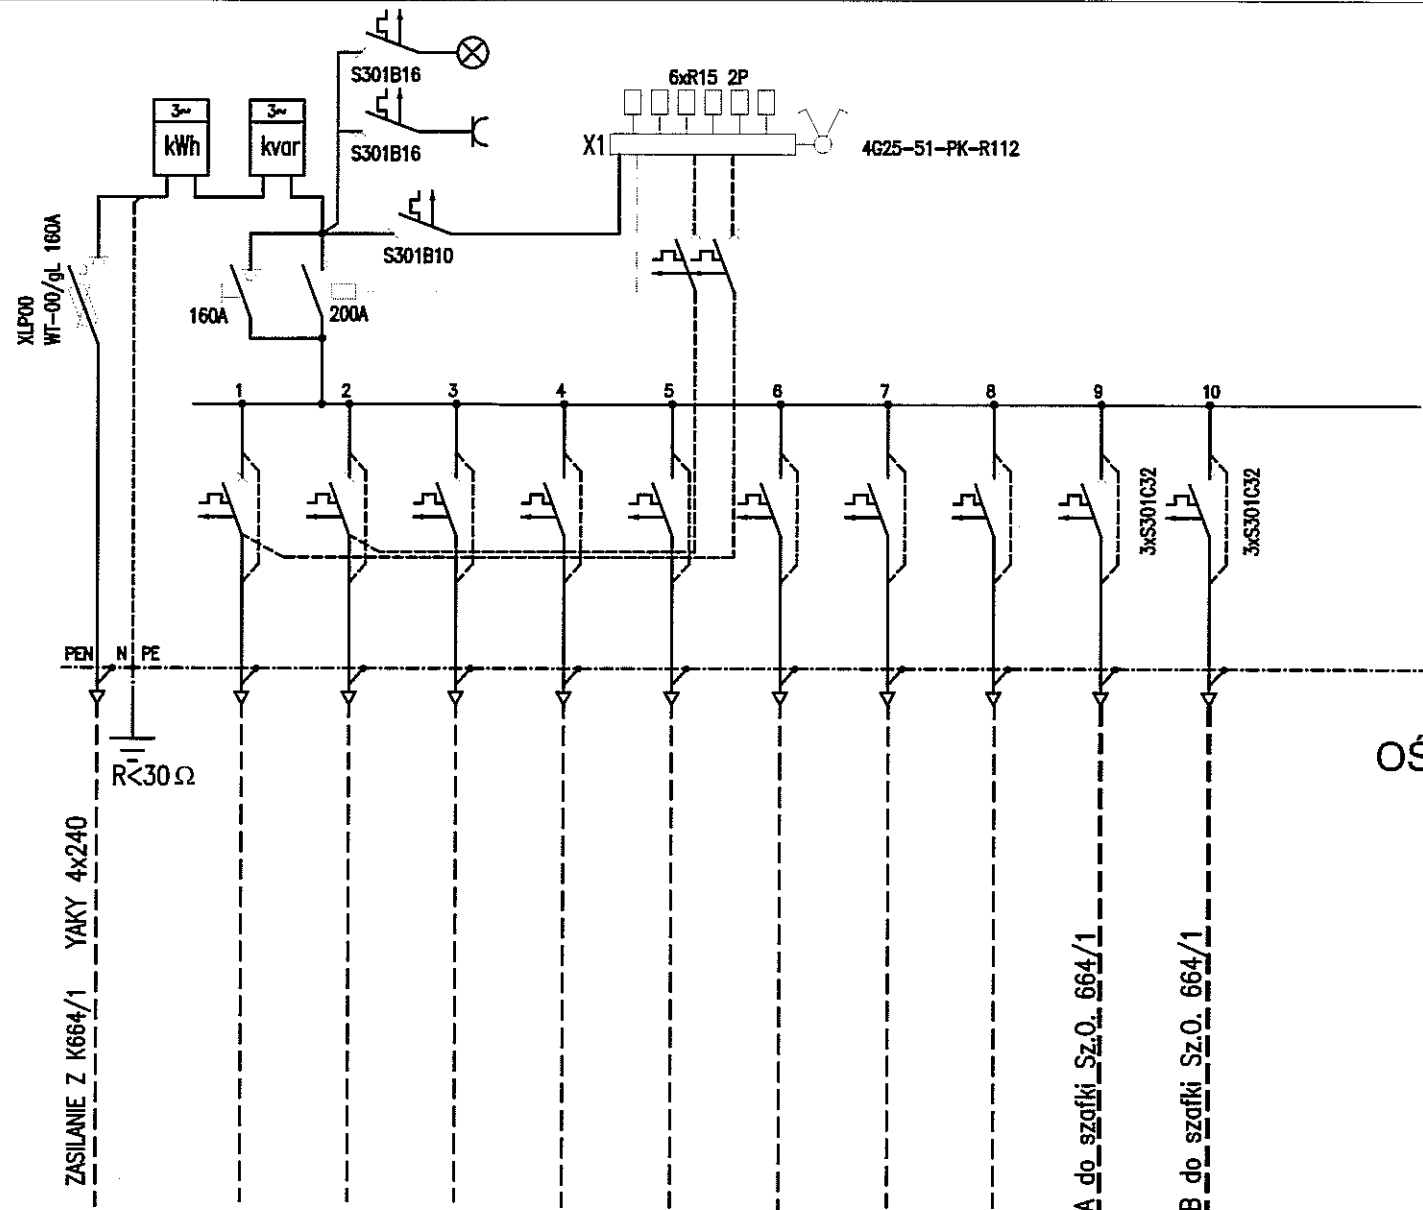 S301B16
S301B16
6xR15 2P
X1
4G25-51-PK-R112
3~
kWh
3~
kvar
S301B10
XLP00
WT-00/gL 160A
160A
200A
1
2
3
4
5
6
7
8
9
10
3xS301C32
3xS301C32
PEN
N
PE
R<30Ω
OŚ
ZASILANIE Z K664/1 YAKY 4x240
A do szafki Sz.O. 664/1
B do szafki Sz.O. 664/1